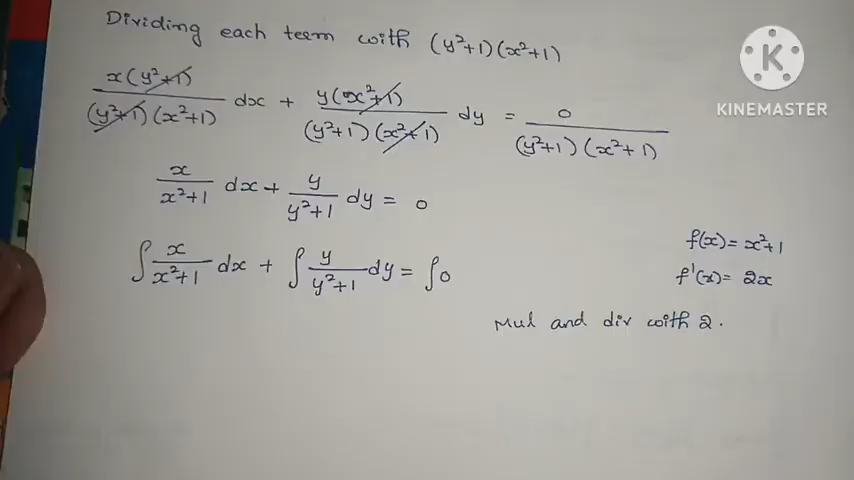 Dividing each term with (y²+1)(x²+1)
x(y²+1)/(y²+1)(x²+1) dx + y(x²+1)/(y²+1)(x²+1) dy = 0/(y²+1)(x²+1)
x/x²+1 dx + y/y²+1 dy = 0
∫ x/x²+1 dx + ∫ y/y²+1 dy = ∫0
f(x) = x²+1
f'(x) = 2x
Mul and div with 2.
K
KINEMASTER